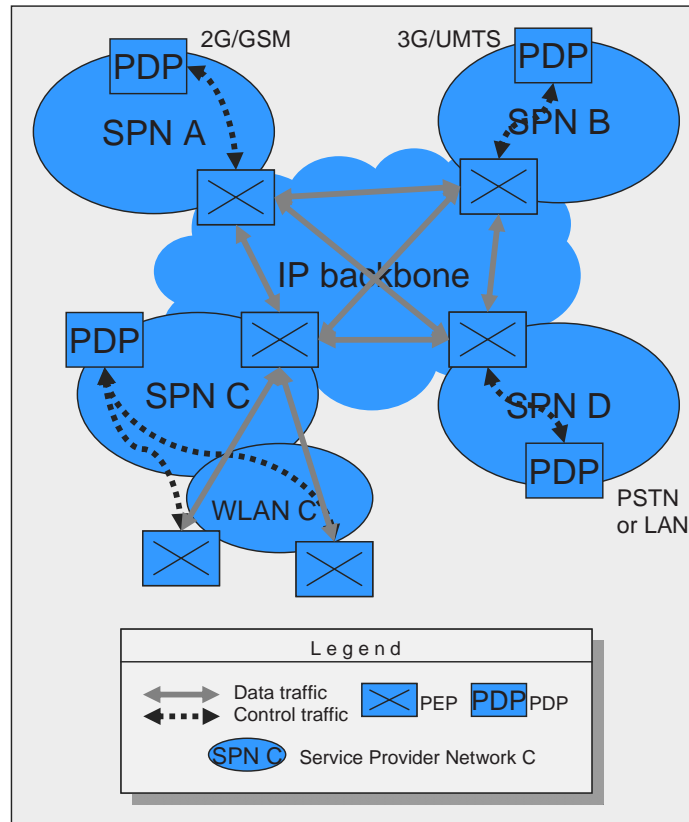 2G/GSM
3G/UMTS
PDP
PDP
SPN A
SPN B
IP backbone
PDP
SPN C
SPN D
PDP
WLAN C
PSTN
or LAN
Legend
Data traffic
Control traffic
PEP
PDP
PDP
SPN C
Service Provider Network C